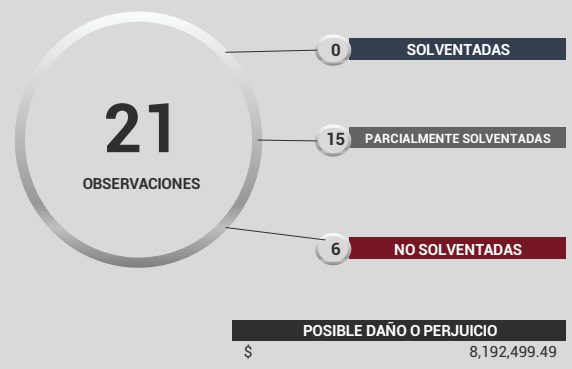 21
OBSERVACIONES
0 SOLVENTADAS
15 PARCIALMENTE SOLVENTADAS
6 NO SOLVENTADAS
POSIBLE DAÑO O PERJUICIO
$ 8,192,499.49